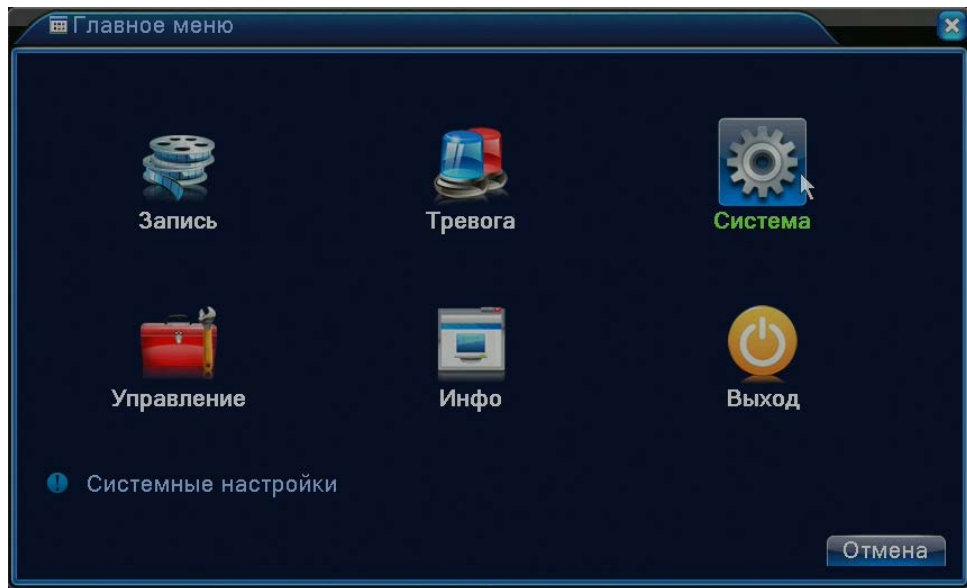 Главное меню
Запись
Тревога
Система
Управление
Инфо
Выход
Системные настройки
Отмена